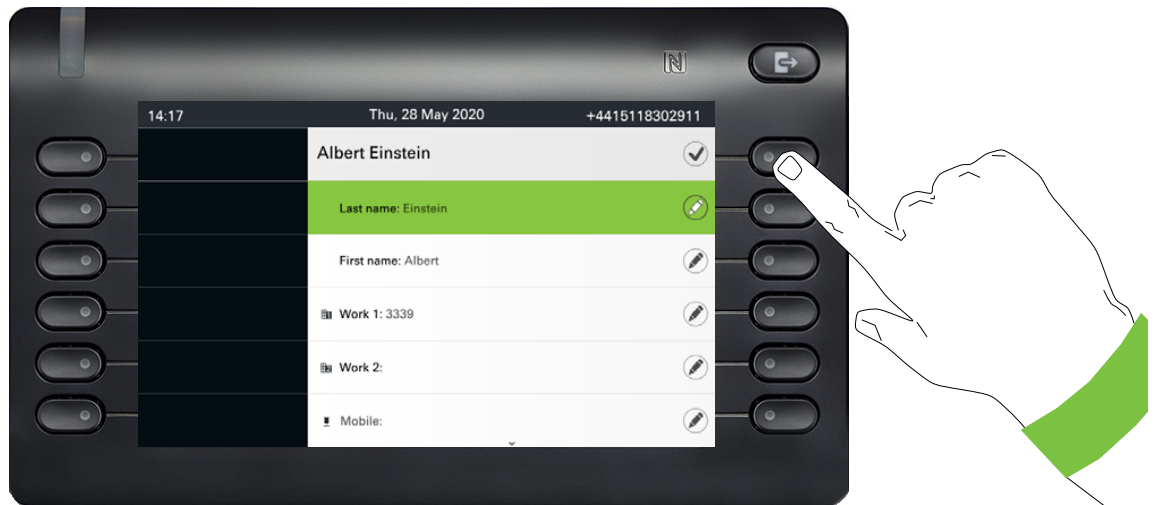 14:17 Thu, 28 May 2020 +4415118302911
Albert Einstein
Last name: Einstein
First name: Albert
Work 1: 3339
Work 2:
Mobile: